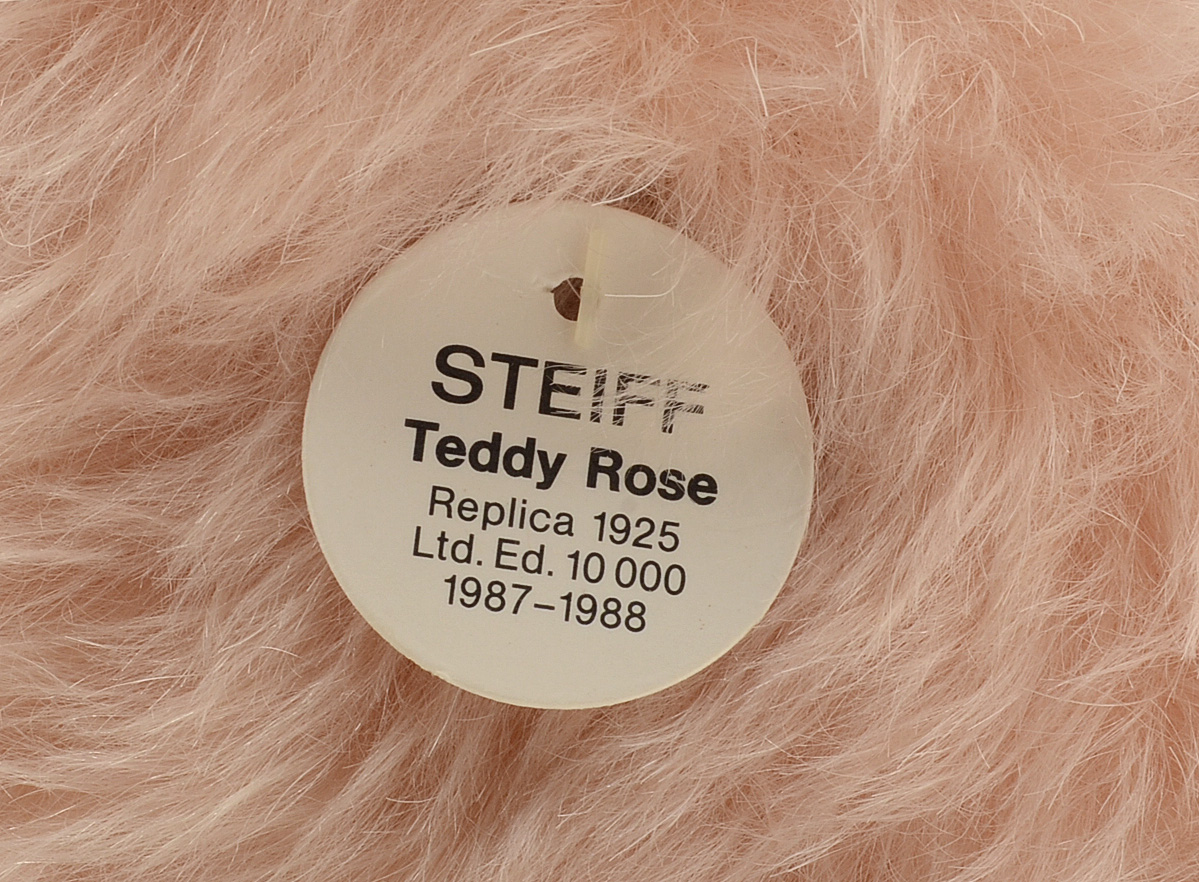 STEIFF
Teddy Rose
Replica 1925
Ltd. Ed. 10 000
1987–1988